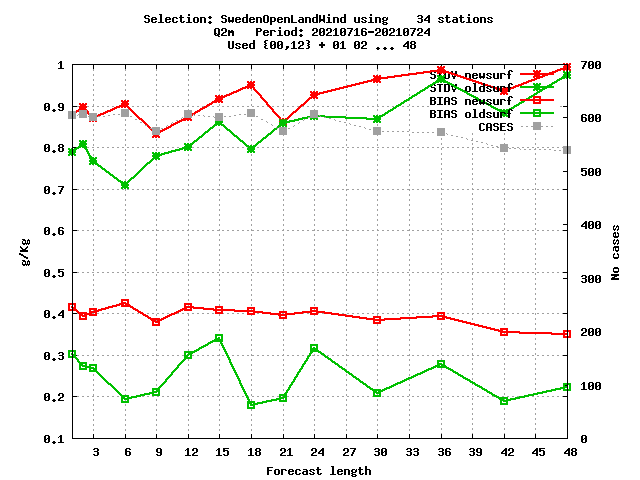 Selection: SwedenOpenLandWind using 34 stations
Q2m Period: 20210716-20210724
Used {00,12} + 01 02 ... 48
STDV newsurf
STDV oldsurf
BIAS newsurf
BIAS oldsurf
CASES
1
0.9
0.8
0.7
0.6
0.5
0.4
0.3
0.2
0.1
g/Kg
700
600
500
400
300
200
100
0
No cases
3 6 9 12 15 18 21 24 27 30 33 36 39 42 45 48
Forecast length